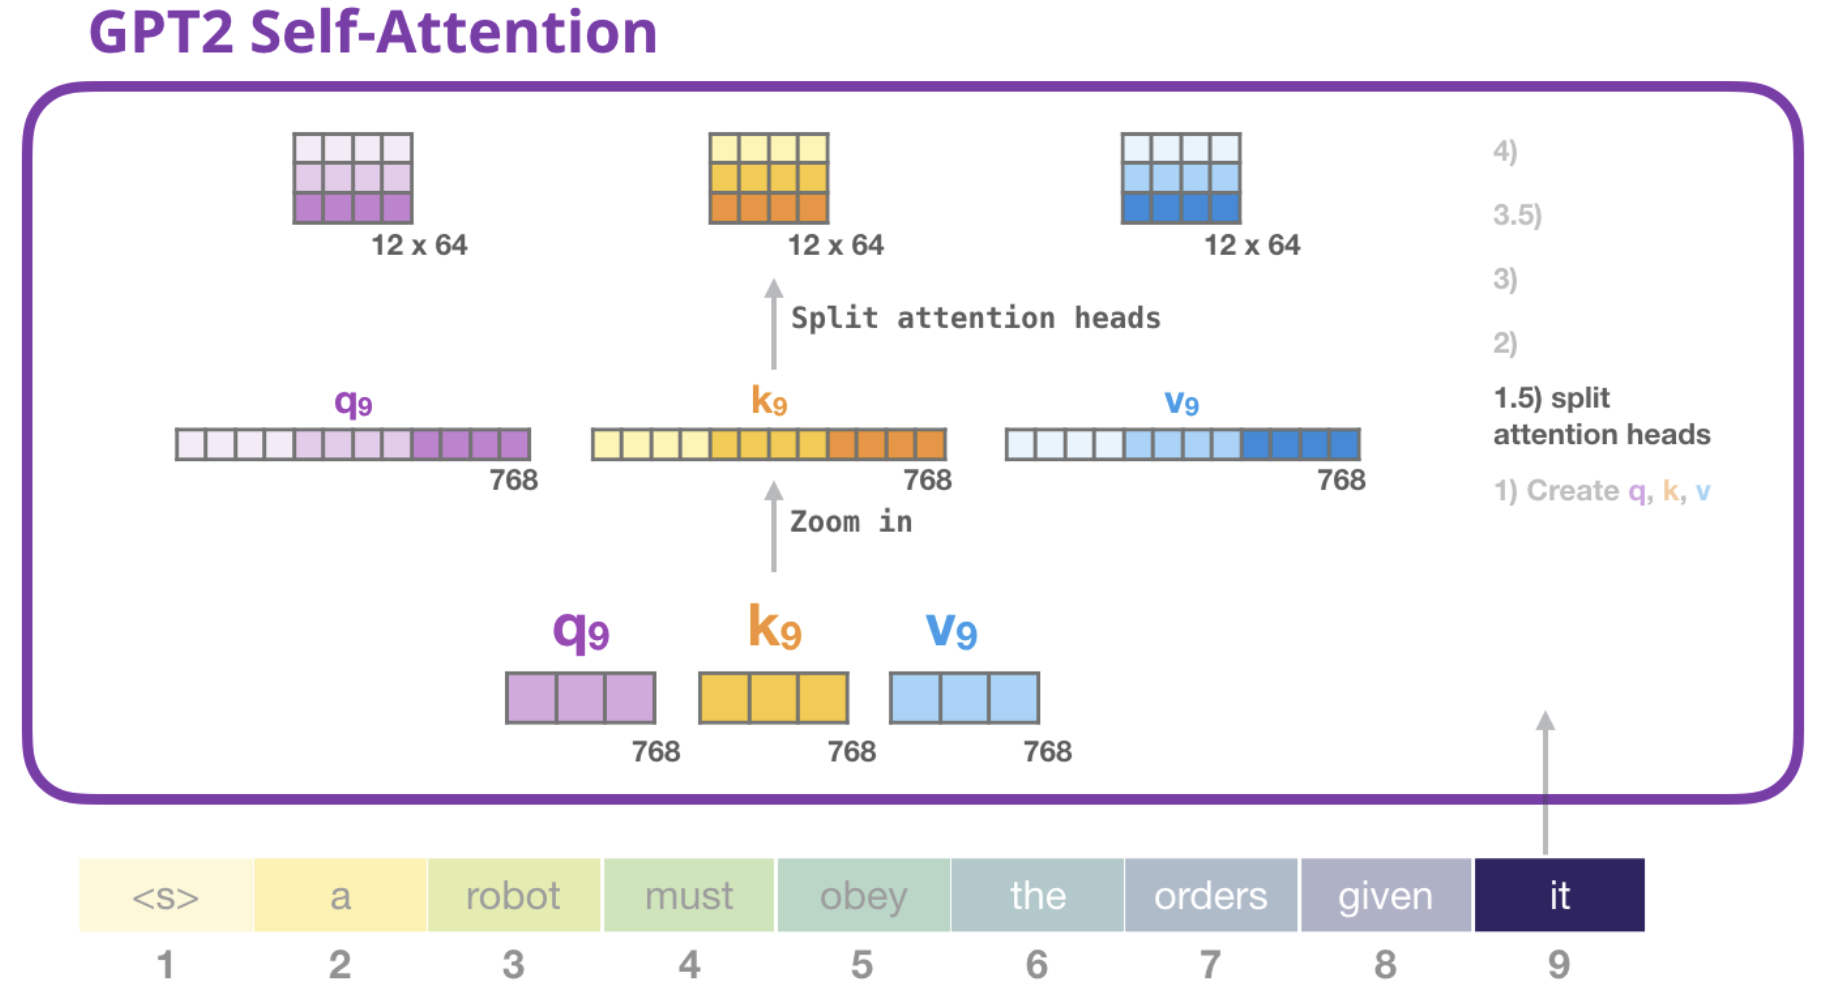 GPT2 Self-Attention
12 x 64
12 x 64
12 x 64
4)
3.5)
3)
2)
Split attention heads
q9
k9
v9
1.5) split
attention heads
768
768
768
1) Create q, k, v
Zoom in
q9
k9
v9
768
768
768
<s> a robot must obey the orders given it
1 2 3 4 5 6 7 8 9